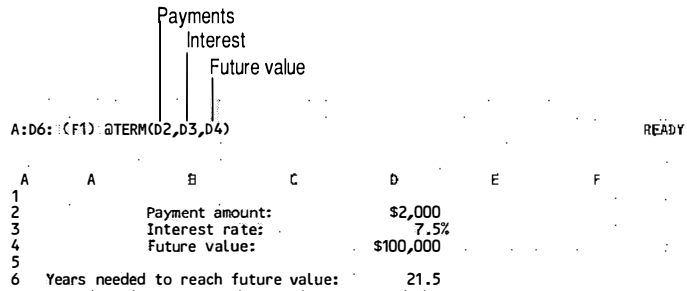 Payments
Interest
Future value
A:D6: (F1) @TERM(D2,D3,D4) READY
A A B C D E F
1
2 Payment amount: $2,000
3 Interest rate: 7.5%
4 Future value: $100,000
5
6 Years needed to reach future value: 21.5